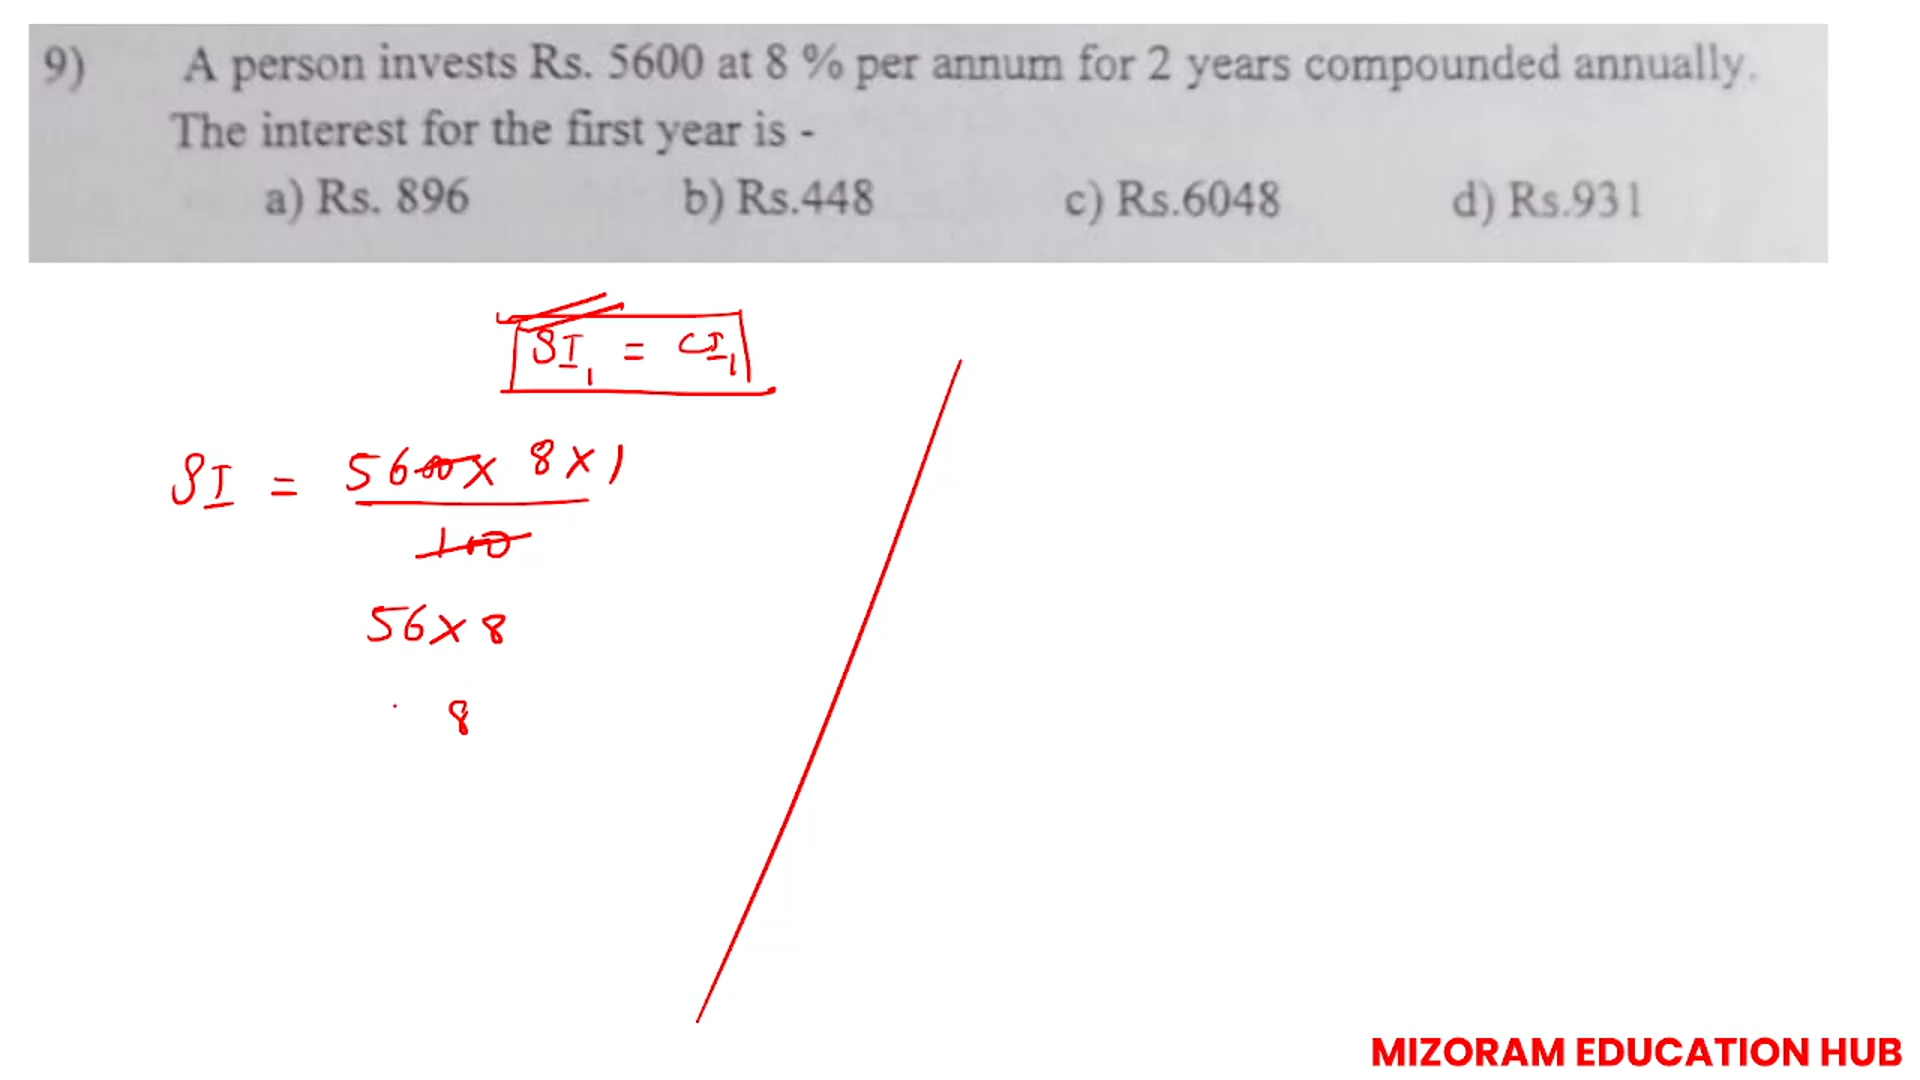 9) A person invests Rs. 5600 at 8 % per annum for 2 years compounded annually.
The interest for the first year is -
a) Rs. 896 b) Rs.448 c) Rs.6048 d) Rs.931
SI₁ = CI₁
SI = 5600 x 8 x 1
100
56 x 8
8
MIZORAM EDUCATION HUB